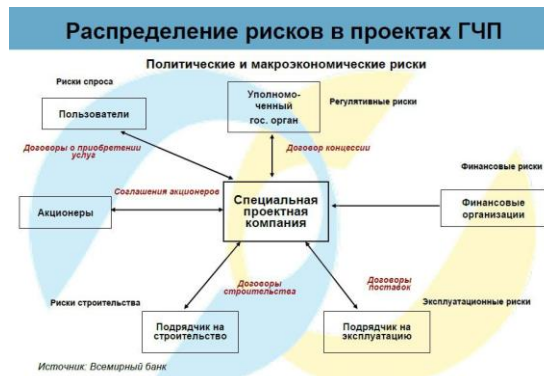 Распределение рисков в проектах ГЧП
Политические и макроэкономические риски
Риски спроса
Пользователи
Уполномо-
ченный
гос. орган
Регулятивные риски
Договоры о приобретении
услуг
Договор концессии
Финансовые риски
Соглашения акционеров
Акционеры
Специальная
проектная
компания
Финансовые
организации
Договоры
строительства
Договоры
поставок
Риски строительства
Эксплуатационные риски
Подрядчик на
строительство
Подрядчик на
эксплуатацию
Источник: Всемирный банк